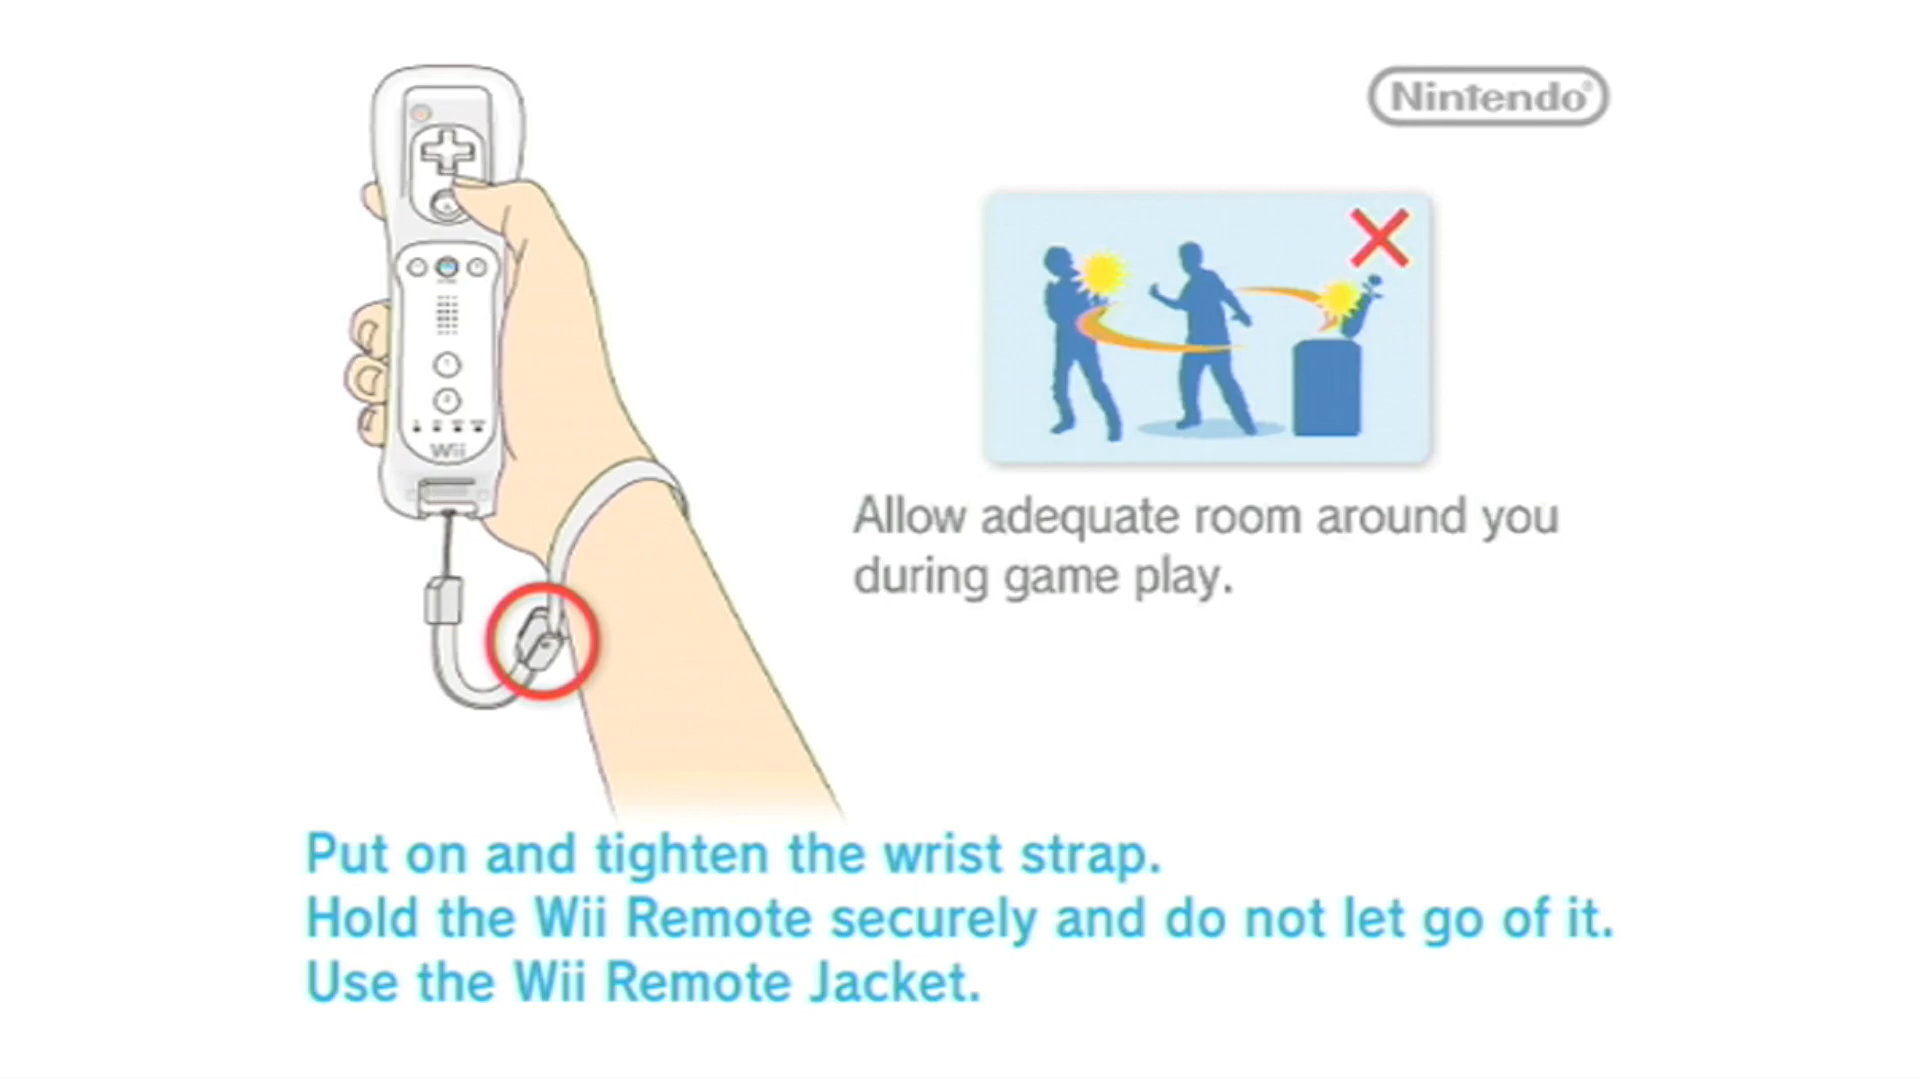 Nintendo®
Wii
Allow adequate room around you
during game play.
Put on and tighten the wrist strap.
Hold the Wii Remote securely and do not let go of it.
Use the Wii Remote Jacket.